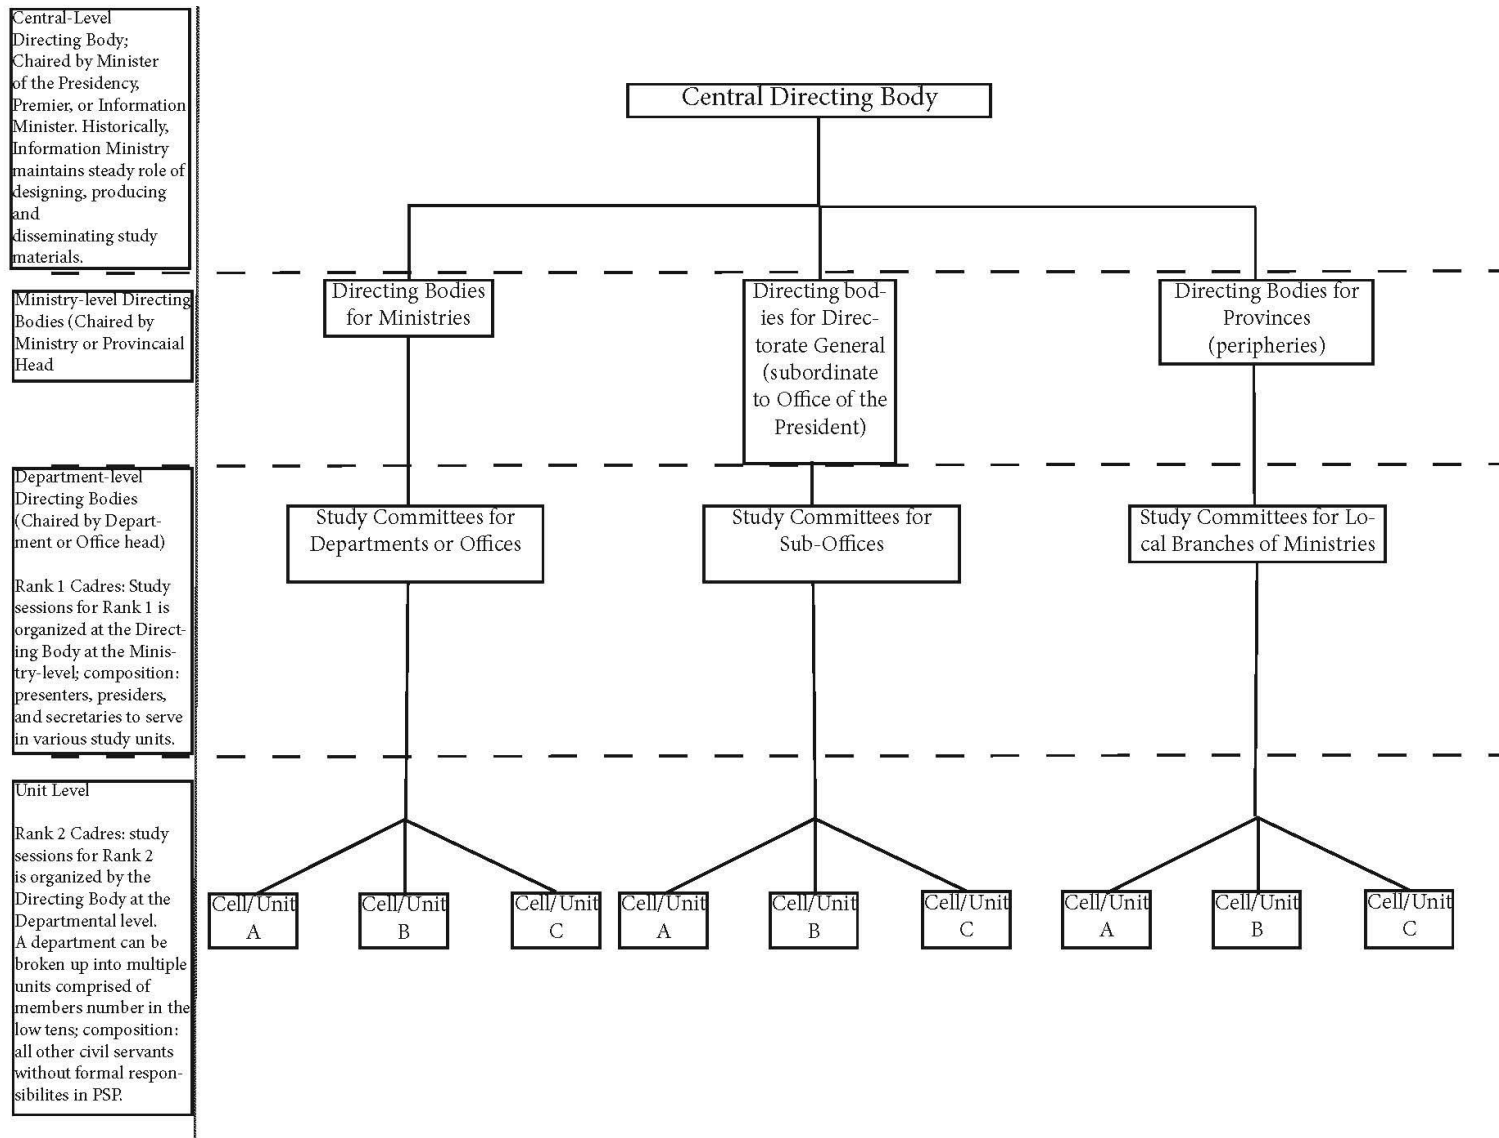 Central-Level
Directing Body;
Chaired by Minister
of the Presidency,
Premier, or Information
Minister. Historically,
Information Ministry
maintains steady role of
designing, producing
and
disseminating study
materials.
Central Directing Body
Ministry-level Directing
Bodies (Chaired by
Ministry or Provincaial
Head
Directing Bodies
for Ministries
Directing bod-
ies for Direc-
torate General
(subordinate
to Office of the
President)
Directing Bodies for
Provinces
(peripheries)
Department-level
Directing Bodies
(Chaired by Depart-
ment or Office head)
Rank 1 Cadres: Study
sessions for Rank 1 is
organized at the Direct-
ing Body at the Minis-
try-level; composition:
presenters, presiders,
and secretaries to serve
in various study units.
Study Committees for
Departments or Offices
Study Committees for
Sub-Offices
Study Committees for Lo-
cal Branches of Ministries
Unit Level
Rank 2 Cadres: study
sessions for Rank 2
is organized by the
Directing Body at the
Departmental level.
A department can be
broken up into multiple
units comprised of
members number in the
low tens; composition:
all other civil servants
without formal respon-
sibilites in PSP.
Cell/Unit
A
Cell/Unit
B
Cell/Unit
C
Cell/Unit
A
Cell/Unit
B
Cell/Unit
C
Cell/Unit
A
Cell/Unit
B
Cell/Unit
C